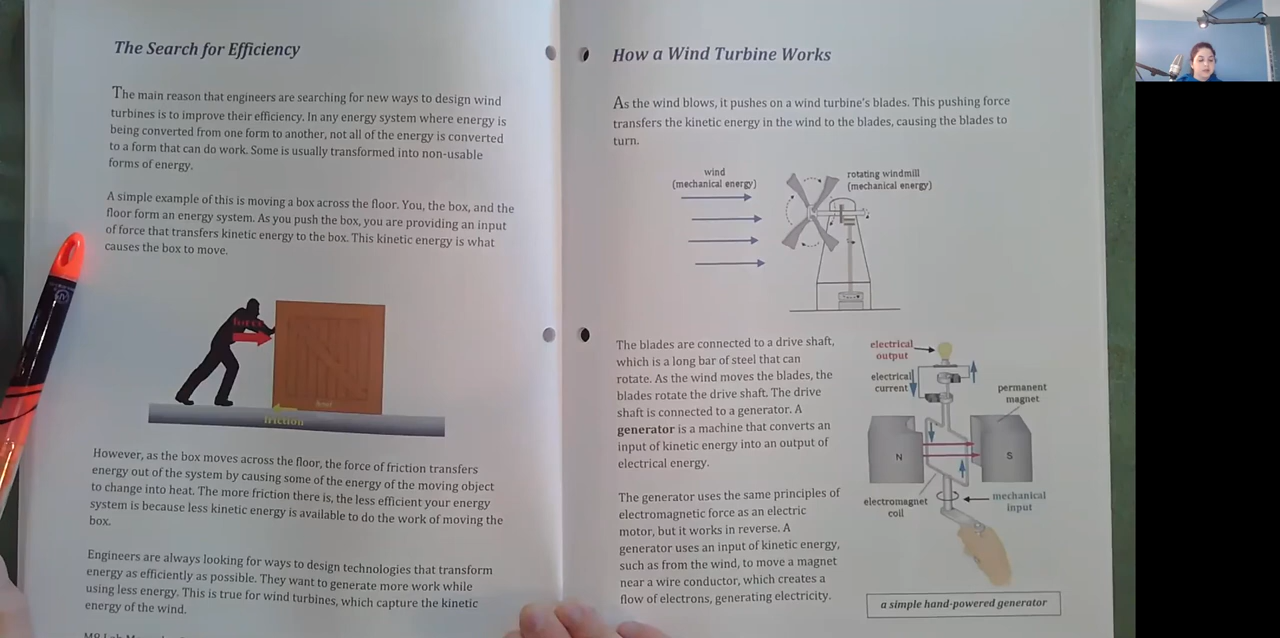 The Search for Efficiency
The main reason that engineers are searching for new ways to design wind
turbines is to improve their efficiency. In any energy system where energy is
being converted from one form to another, not all of the energy is converted
to a form that can do work. Some is usually transformed into non-usable
forms of energy.
A simple example of this is moving a box across the floor. You, the box, and the
floor form an energy system. As you push the box, you are providing an input
of force that transfers kinetic energy to the box. This kinetic energy is what
causes the box to move.
force
friction
However, as the box moves across the floor, the force of friction transfers
energy out of the system by causing some of the energy of the moving object
to change into heat. The more friction there is, the less efficient your energy
system is because less kinetic energy is available to do the work of moving the
box.
Engineers are always looking for ways to design technologies that transform
energy as efficiently as possible. They want to generate more work while
using less energy. This is true for wind turbines, which capture the kinetic
energy of the wind.
How a Wind Turbine Works
As the wind blows, it pushes on a wind turbine's blades. This pushing force
transfers the kinetic energy in the wind to the blades, causing the blades to
turn.
wind
(mechanical energy)
rotating windmill
(mechanical energy)
The blades are connected to a drive shaft,
which is a long bar of steel that can
rotate. As the wind moves the blades, the
blades rotate the drive shaft. The drive
shaft is connected to a generator. A
generator is a machine that converts an
input of kinetic energy into an output of
electrical energy.
The generator uses the same principles of
electromagnetic force as an electric
motor, but it works in reverse. A
generator uses an input of kinetic energy,
such as from the wind, to move a magnet
near a wire conductor, which creates a
flow of electrons, generating electricity.
electrical
output
electrical
current
permanent
magnet
N
S
electromagnet
coil
mechanical
input
a simple hand-powered generator